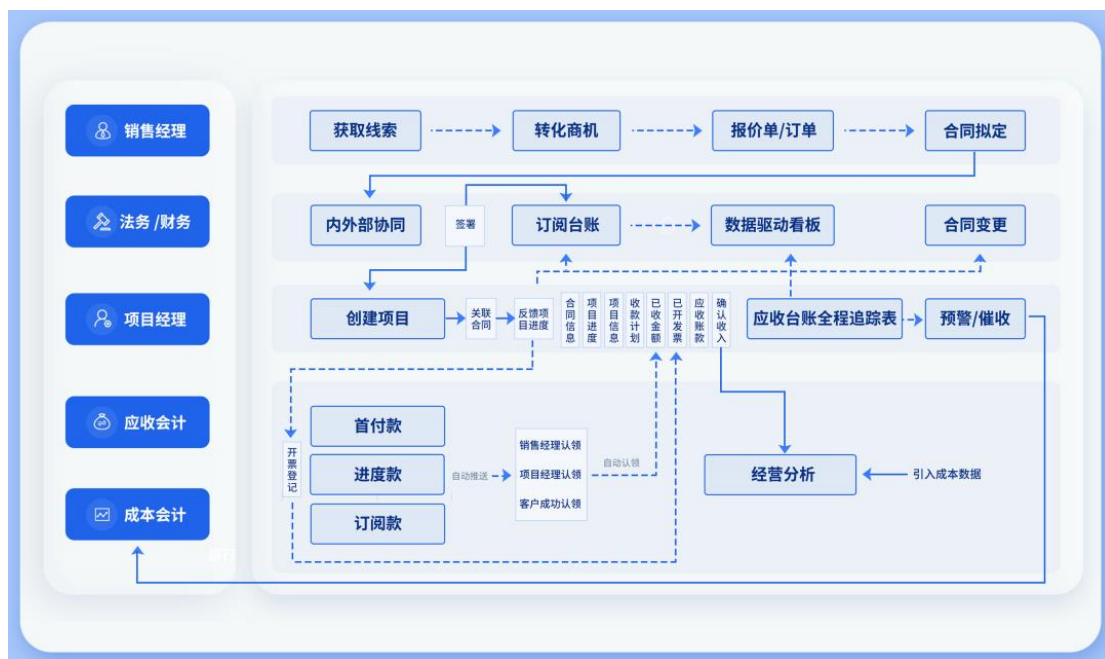 销售经理
法务 /财务
项目经理
应收会计
成本会计
获取线索
转化商机
报价单/订单
合同拟定
内外部协同
签署
订阅台账
数据驱动看板
合同变更
创建项目
关联
合同
反馈项
目进度
合同信息
项目进度
项目信息
收款计划
已收金额
已开发票
应收账款
确认收入
应收台账全程追踪表
预警/催收
开票登记
首付款
进度款
订阅款
自动推送
销售经理认领
项目经理认领
客户成功认领
自动认领
经营分析
引入成本数据